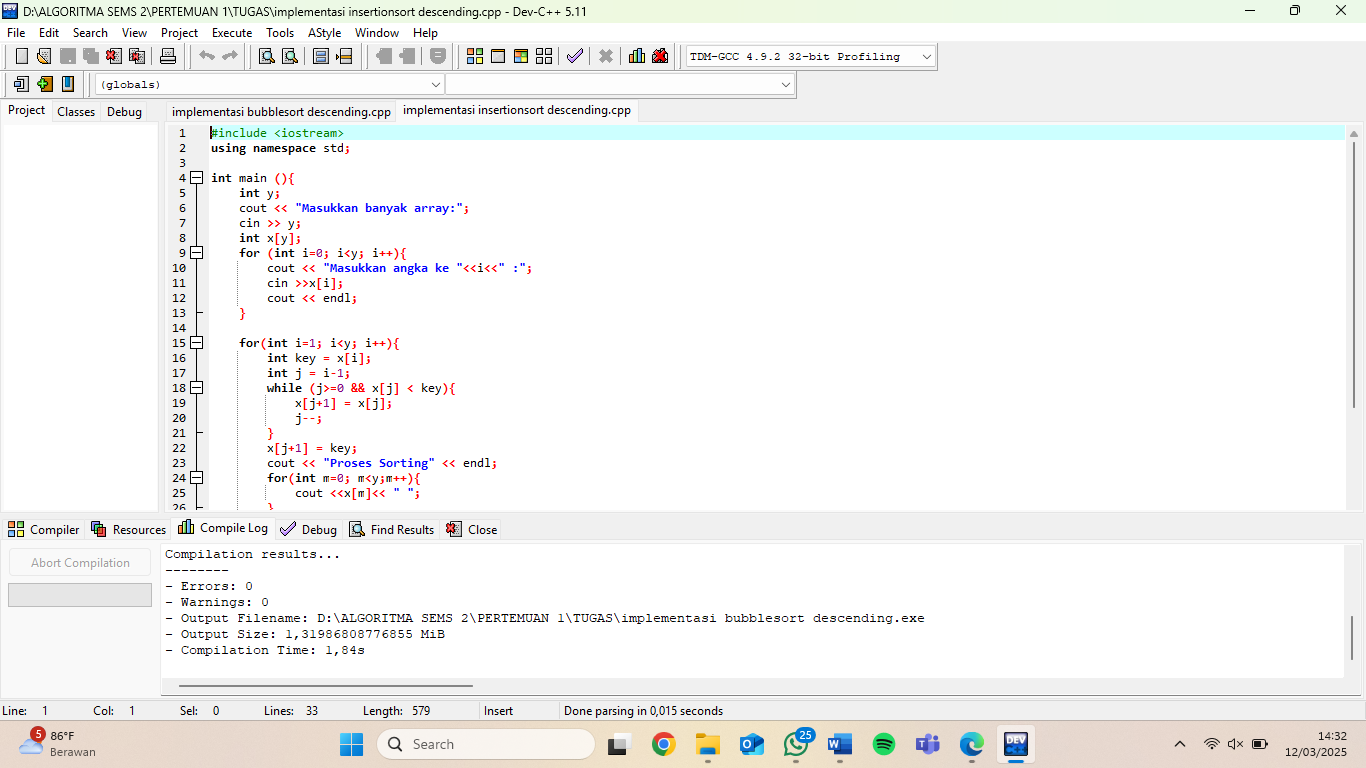 D:\ALGORITMA SEMS 2\PERTEMUAN 1\TUGAS\implementasi insertionsort descending.cpp - Dev-C++ 5.11
File Edit Search View Project Execute Tools AStyle Window Help
TDM-GCC 4.9.2 32-bit Profiling
(globals)
Project Classes Debug implementasi bubblesort descending.cpp implementasi insertionsort descending.cpp
1 #include <iostream>
2 using namespace std;
3
4 int main (){
5 int y;
6 cout << "Masukkan banyak array:";
7 cin >> y;
8 int x[y];
9 for (int i=0; i<y; i++){
10 cout << "Masukkan angka ke "<<i<<" :";
11 cin >>x[i];
12 cout << endl;
13 }
14
15 for(int i=1; i<y; i++){
16 int key = x[i];
17 int j = i-1;
18 while (j>=0 && x[j] < key){
19 x[j+1] = x[j];
20 j--;
21 }
22 x[j+1] = key;
23 cout << "Proses Sorting" << endl;
24 for(int m=0; m<y;m++){
25 cout <<x[m]<< " ";
26 }
Compiler Resources Compile Log Debug Find Results Close
Abort Compilation
Compilation results...
--------
- Errors: 0
- Warnings: 0
- Output Filename: D:\ALGORITMA SEMS 2\PERTEMUAN 1\TUGAS\implementasi bubblesort descending.exe
- Output Size: 1,31986808776855 MiB
- Compilation Time: 1,84s
Line: 1 Col: 1 Sel: 0 Lines: 33 Length: 579 Insert Done parsing in 0,015 seconds
5 86°F
Berawan
Search
25
DEV
14:32
12/03/2025